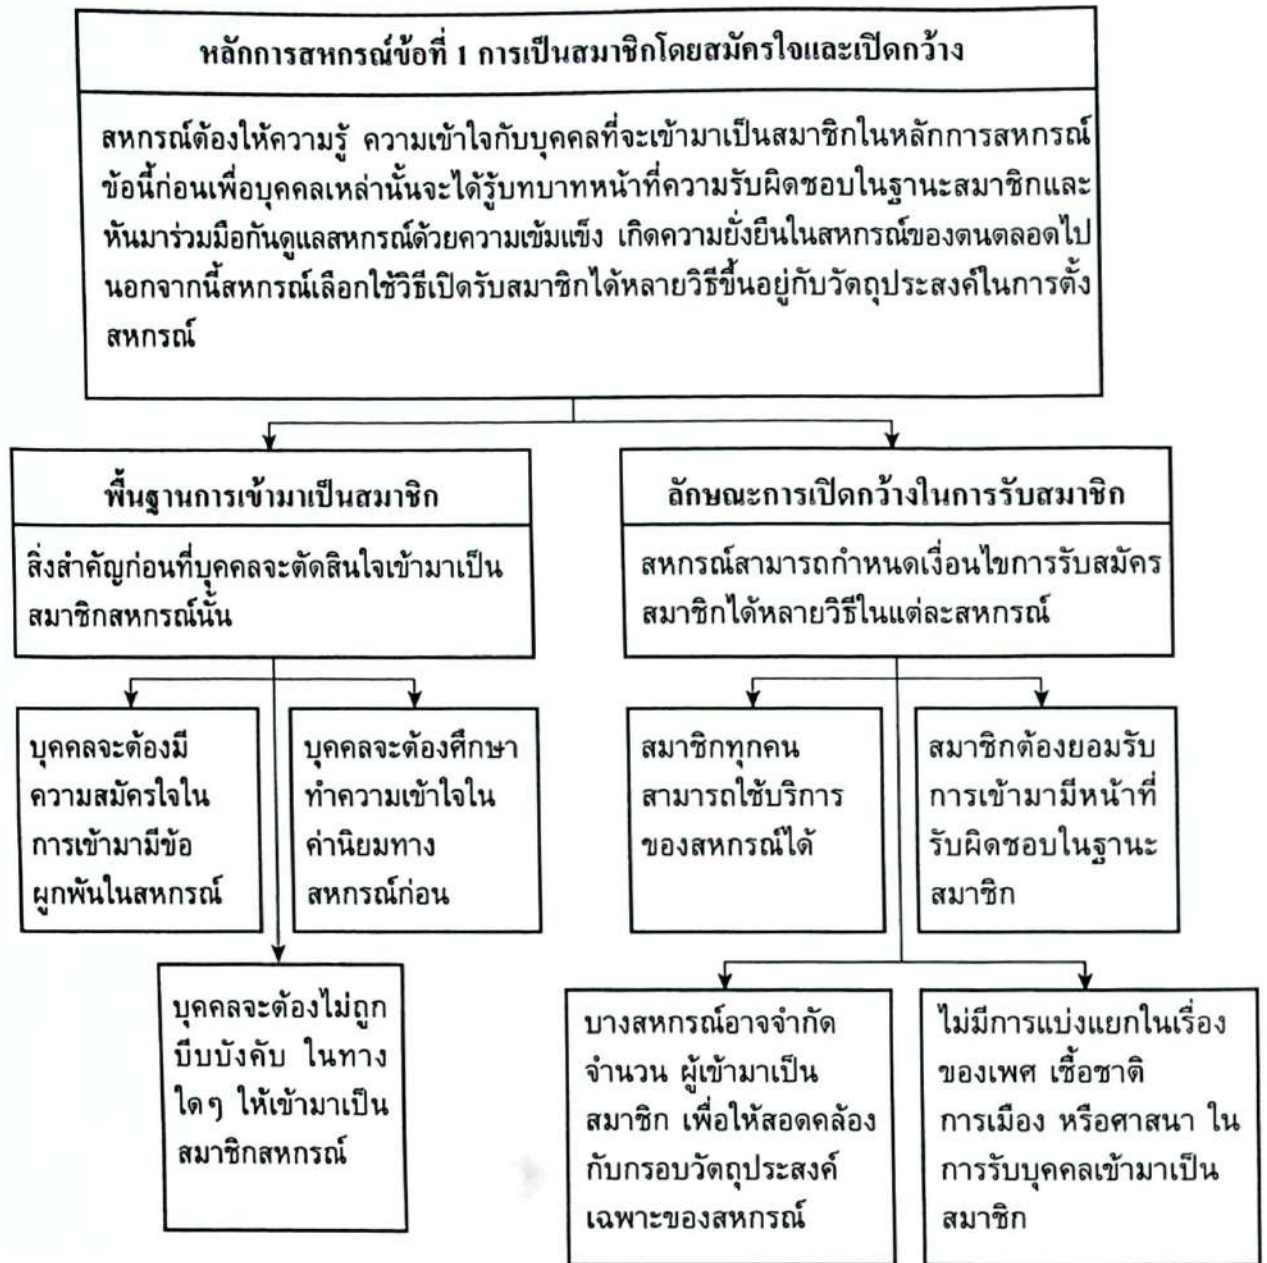 หลักการสหกรณ์ข้อที่ 1 การเป็นสมาชิกโดยสมัครใจและเปิดกว้าง
สหกรณ์ต้องให้ความรู้ ความเข้าใจกับบุคคลที่จะเข้ามาเป็นสมาชิกในหลักการสหกรณ์
ข้อนี้ก่อนเพื่อบุคคลเหล่านั้นจะได้รู้บทบาทหน้าที่ความรับผิดชอบในฐานะสมาชิกและ
หันมาร่วมมือกันดูแลสหกรณ์ด้วยความเข้มแข็ง เกิดความยั่งยืนในสหกรณ์ของตนตลอดไป
นอกจากนี้สหกรณ์เลือกใช้วิธีเปิดรับสมาชิกได้หลายวิธีขึ้นอยู่กับวัตถุประสงค์ในการตั้ง
สหกรณ์
พื้นฐานการเข้ามาเป็นสมาชิก
สิ่งสำคัญก่อนที่บุคคลจะตัดสินใจเข้ามาเป็น
สมาชิกสหกรณ์นั้น
บุคคลจะต้องมี
ความสมัครใจใน
การเข้ามามีข้อ
ผูกพันในสหกรณ์
บุคคลจะต้องศึกษา
ทำความเข้าใจใน
ค่านิยมทาง
สหกรณ์ก่อน
บุคคลจะต้องไม่ถูก
บีบบังคับ ในทาง
ใดๆ ให้เข้ามาเป็น
สมาชิกสหกรณ์
ลักษณะการเปิดกว้างในการรับสมาชิก
สหกรณ์สามารถกำหนดเงื่อนไขการรับสมัคร
สมาชิกได้หลายวิธีในแต่ละสหกรณ์
สมาชิกทุกคน
สามารถใช้บริการ
ของสหกรณ์ได้
สมาชิกต้องยอมรับ
การเข้ามามีหน้าที่
รับผิดชอบในฐานะ
สมาชิก
บางสหกรณ์อาจจำกัด
จำนวน ผู้เข้ามาเป็น
สมาชิก เพื่อให้สอดคล้อง
กับกรอบวัตถุประสงค์
เฉพาะของสหกรณ์
ไม่มีการแบ่งแยกในเรื่อง
ของเพศ เชื้อชาติ
การเมือง หรือศาสนา ใน
การรับบุคคลเข้ามาเป็น
สมาชิก